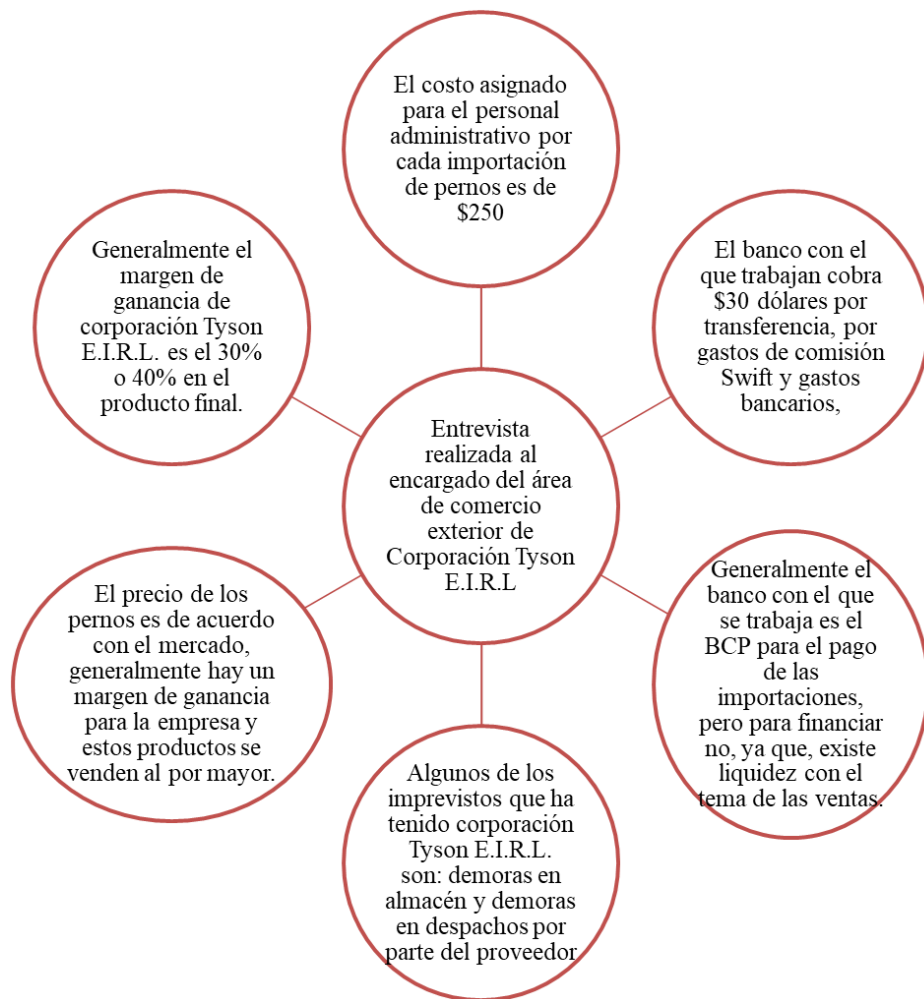 El costo asignado
para el personal
administrativo por
cada importación
de pernos es de
$250
Generalmente el
margen de
ganancia de
corporación Tyson
E.I.R.L. es el 30%
o 40% en el
producto final.
El banco con el
que trabajan cobra
$30 dólares por
transferencia, por
gastos de comisión
Swift y gastos
bancarios,
Entrevista
realizada al
encargado del área
de comercio
exterior de
Corporación Tyson
E.I.R.L
El precio de los
pernos es de acuerdo
con el mercado,
generalmente hay un
margen de ganancia
para la empresa y
estos productos se
venden al por mayor.
Generalmente el
banco con el que
se trabaja es el
BCP para el pago
de las
importaciones,
pero para financiar
no, ya que, existe
liquidez con el
tema de las ventas.
Algunos de los
imprevistos que ha
tenido corporación
Tyson E.I.R.L.
son: demoras en
almacén y demoras
en despachos por
parte del proveedor